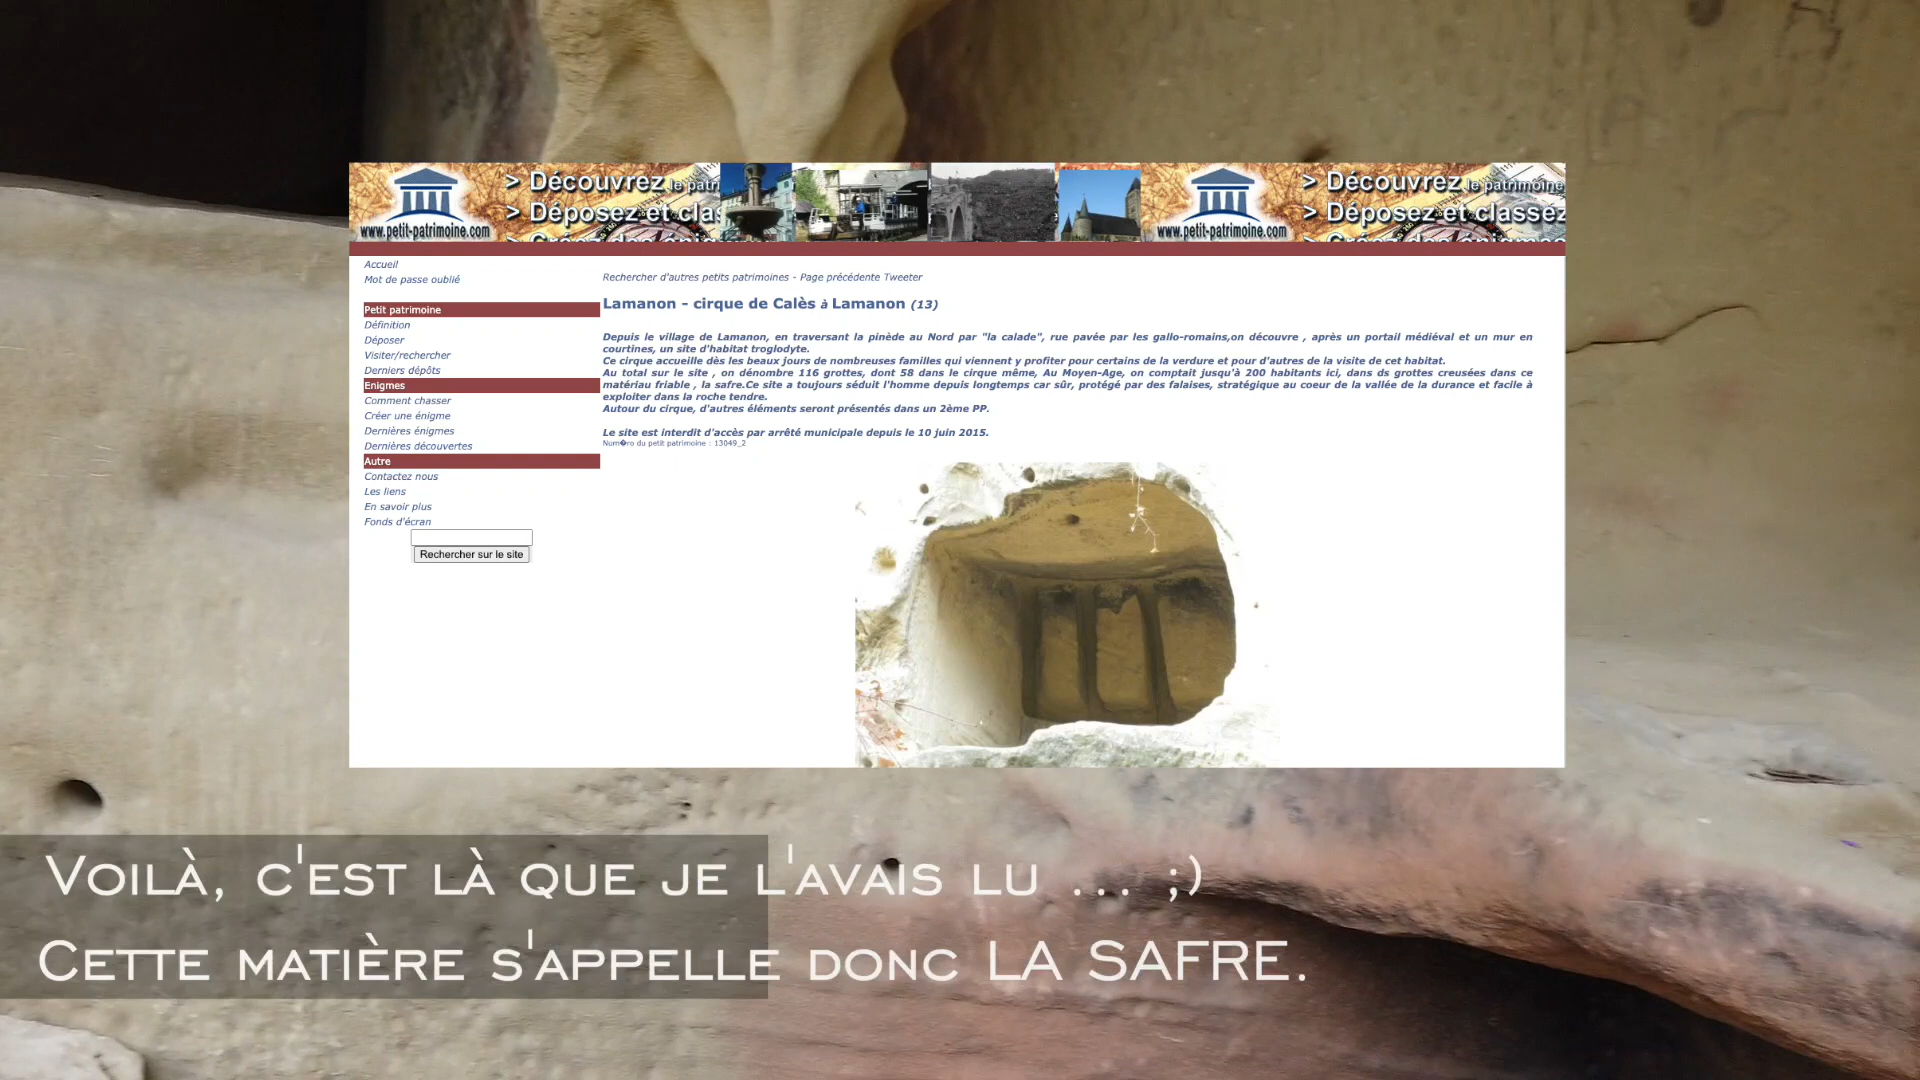 > Découvrez le patri
> Déposez et clas
www.petit-patrimoine.com
> Découvrez le patrimoine
> Déposez et classez
www.petit-patrimoine.com
Accueil
Mot de passe oublié
Petit patrimoine
Définition
Déposer
Visiter/rechercher
Derniers dépôts
Enigmes
Comment chasser
Créer une énigme
Dernières énigmes
Dernières découvertes
Autre
Contactez nous
Les liens
En savoir plus
Fonds d'écran
Rechercher sur le site
Rechercher d'autres petits patrimoines - Page précédente Tweeter
Lamanon - cirque de Calès à Lamanon (13)
Depuis le village de Lamanon, en traversant la pinède au Nord par "la calade", rue pavée par les gallo-romains,on découvre , après un portail médiéval et un mur en
courtines, un site d'habitat troglodyte.
Ce cirque accueille dès les beaux jours de nombreuses familles qui viennent y profiter pour certains de la verdure et pour d'autres de la visite de cet habitat.
Au total sur le site , on dénombre 116 grottes, dont 58 dans le cirque même, Au Moyen-Age, on comptait jusqu'à 200 habitants ici, dans ds grottes creusées dans ce
matériau friable , la safre.Ce site a toujours séduit l'homme depuis longtemps car sûr, protégé par des falaises, stratégique au coeur de la vallée de la durance et facile à
exploiter dans la roche tendre.
Autour du cirque, d'autres éléments seront présentés dans un 2ème PP.
Le site est interdit d'accès par arrêté municipale depuis le 10 juin 2015.
Num�ro du petit patrimoine : 13049_2
Voilà, c'est là que je l'avais lu ... ;)
Cette matière s'appelle donc LA SAFRE.